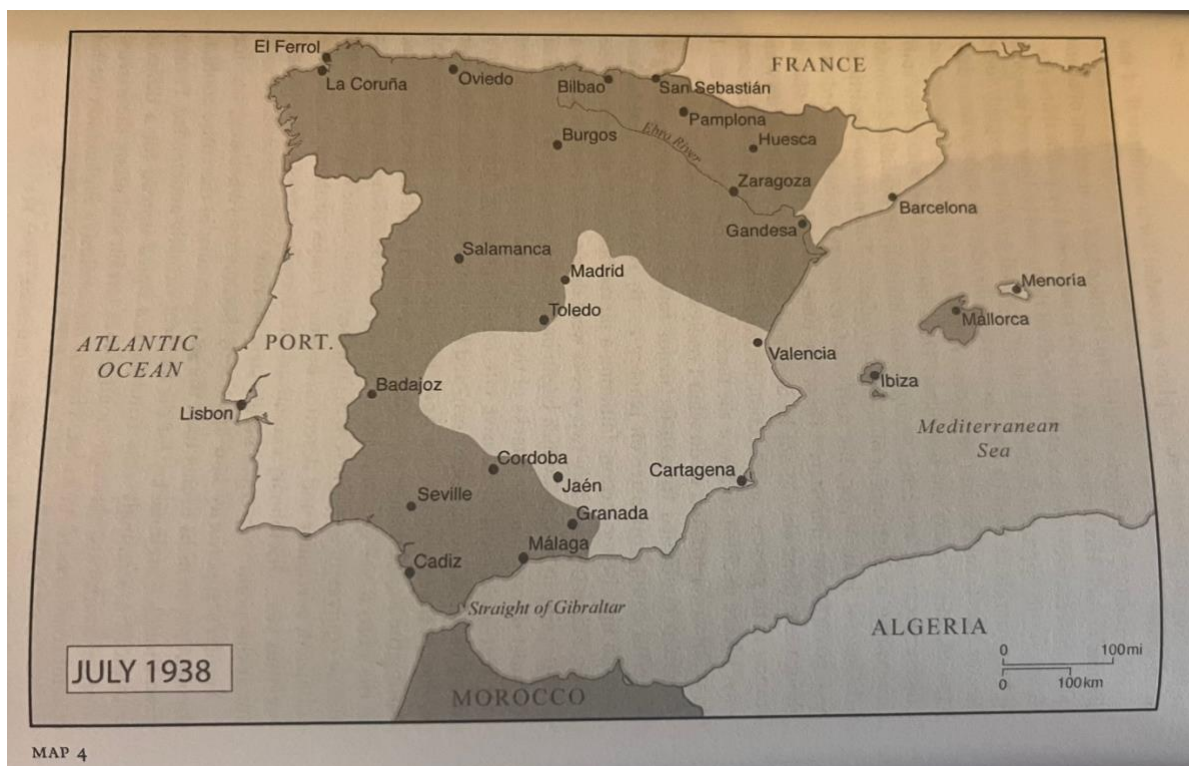 El Ferrol
La Coruña
Oviedo
Bilbao
San Sebastián
FRANCE
Pamplona
Burgos
Ebru River
Huesca
Zaragoza
Barcelona
Gandesa
Salamanca
Madrid
Toledo
Menoria
Mallorca
ATLANTIC
OCEAN
PORT.
Valencia
Ibiza
Badajoz
Lisbon
Mediterranean
Sea
Cordoba
Jaén
Cartagena
Seville
Granada
Málaga
Cadiz
Straight of Gibraltar
ALGERIA
JULY 1938
0 100mi
0 100km
MOROCCO
MAP 4